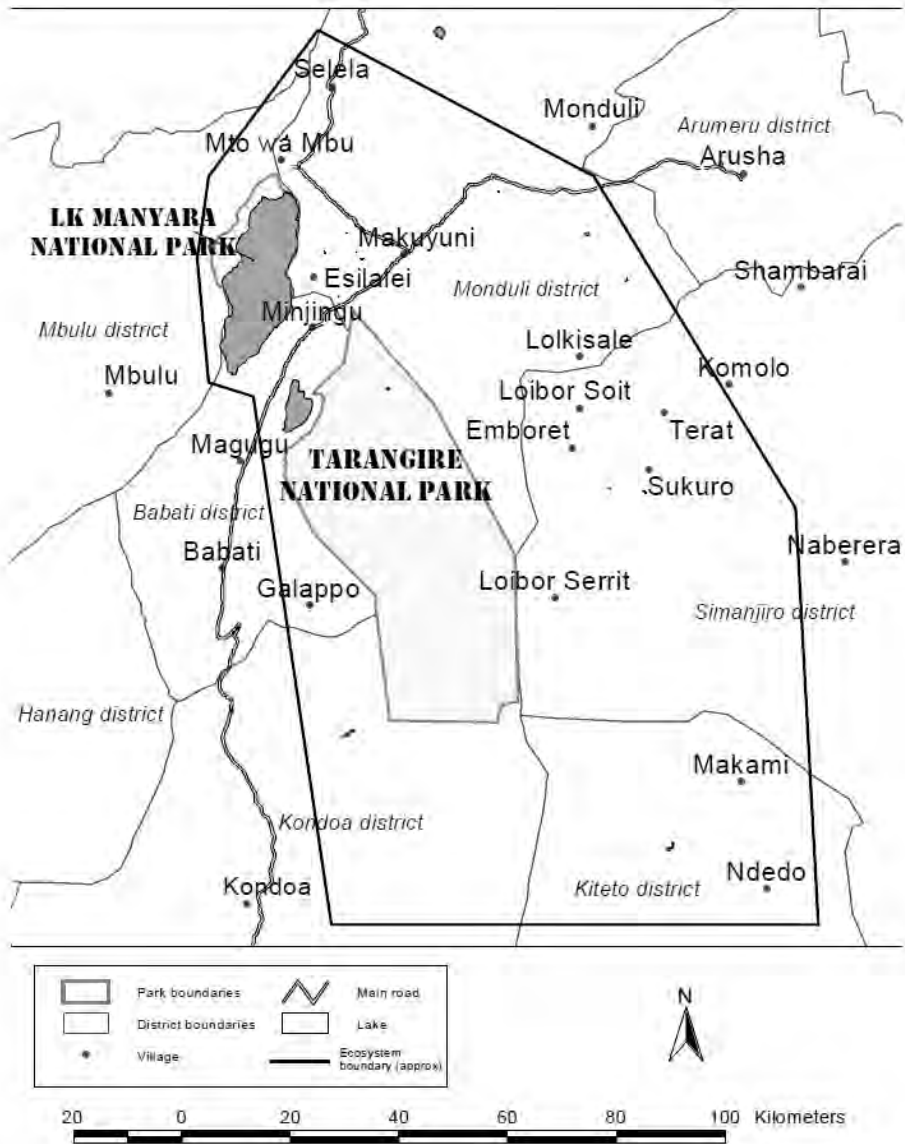 Selela
Monduli
Arumeru district
Mto wa Mbu
Arusha
LK MANYARA
NATIONAL PARK
Makuyuni
Esilalei
Monduli district
Shambarai
Minjingu
Mbulu district
Lolkisale
Mbulu
Komolo
Loibor Soit
Magugu
Emboret
Terat
TARANGIRE
NATIONAL PARK
Sukuro
Babati district
Babati
Naberera
Galappo
Loibor Serrit
Simanjiro district
Hanang district
Makami
Kondoa district
Kondoa
Kiteto district
Ndedo
Park boundaries
Main road
District boundaries
Lake
Village
Ecosystem
boundary (approx)
N
20 0 20 40 60 80 100 Kilometers